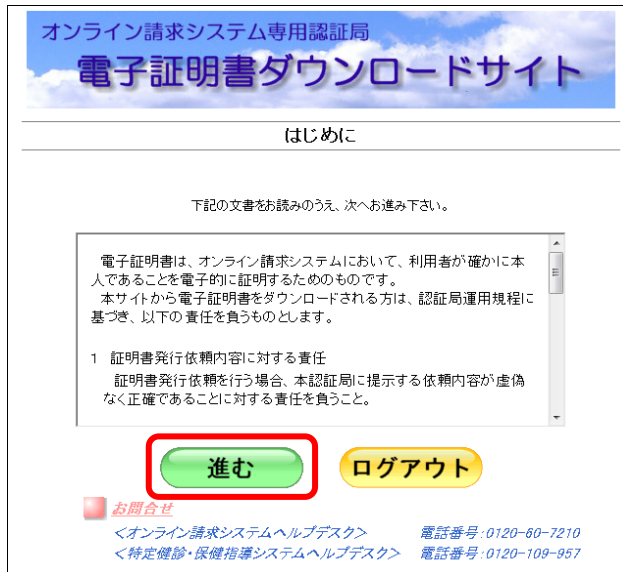 オンライン請求システム専用認証局
電子証明書ダウンロードサイト
はじめに
下記の文書をお読みのうえ、次へお進み下さい。
電子証明書は、オンライン請求システムにおいて、利用者が確かに本
人であることを電子的に証明するためのものです。
本サイトから電子証明書をダウンロードされる方は、認証局運用規程に
基づき、以下の責任を負うものとします。
1 証明書発行依頼内容に対する責任
証明書発行依頼を行う場合、本認証局に提示する依頼内容が虚偽
なく正確であることに対する責任を負うこと。
進む ログアウト
お問合せ
<オンライン請求システムヘルプデスク> 電話番号:0120-60-7210
<特定健診・保健指導システムヘルプデスク> 電話番号:0120-109-957